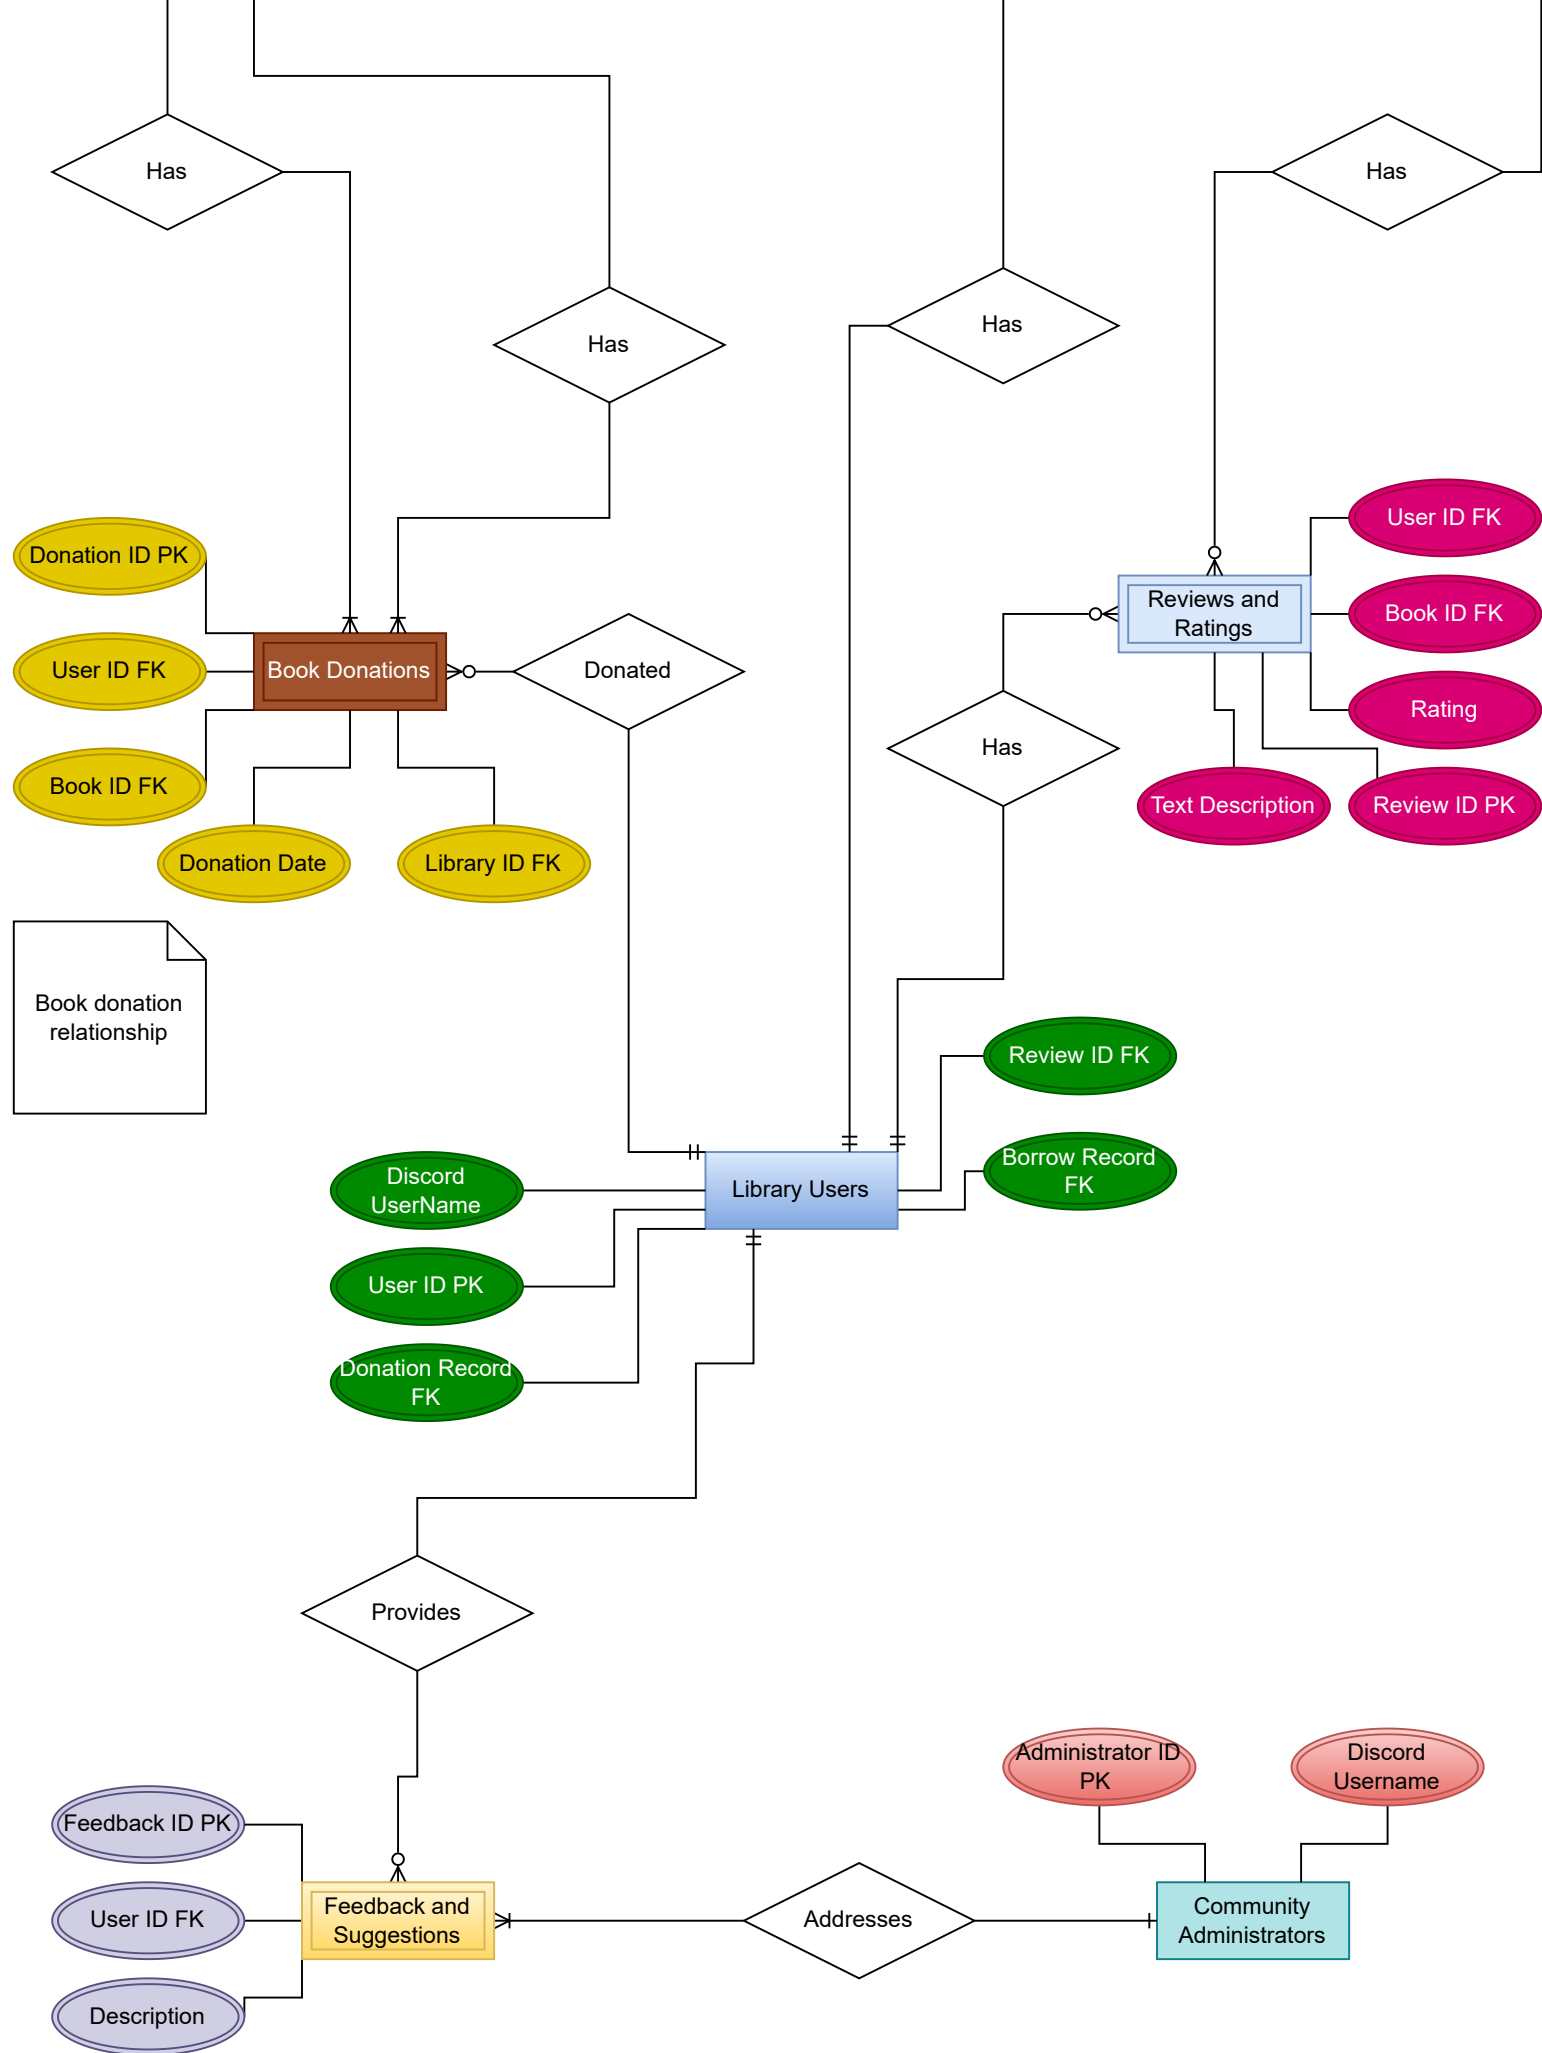 Has
Has
Has
Has
User ID FK
Donation ID PK
Reviews and
Ratings
Book ID FK
User ID FK
Book Donations
Donated
Rating
Has
Book ID FK
Text Description
Review ID PK
Donation Date
Library ID FK
Book donation
relationship
Review ID FK
Borrow Record
FK
Discord
UserName
Library Users
User ID PK
Donation Record
FK
Provides
Administrator ID
PK
Discord
Username
Feedback ID PK
User ID FK
Feedback and
Suggestions
Addresses
Community
Administrators
Description